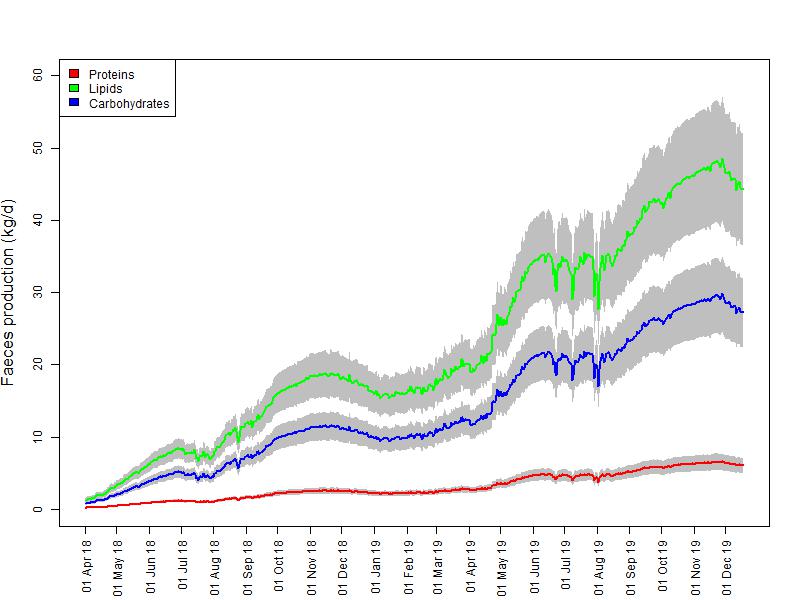 Proteins
Lipids
Carbohydrates
Faeces production (kg/d)
60
50
40
30
20
10
0
01 Apr 18
01 May 18
01 Jun 18
01 Jul 18
01 Aug 18
01 Sep 18
01 Oct 18
01 Nov 18
01 Dec 18
01 Jan 19
01 Feb 19
01 Mar 19
01 Apr 19
01 May 19
01 Jun 19
01 Jul 19
01 Aug 19
01 Sep 19
01 Oct 19
01 Nov 19
01 Dec 19